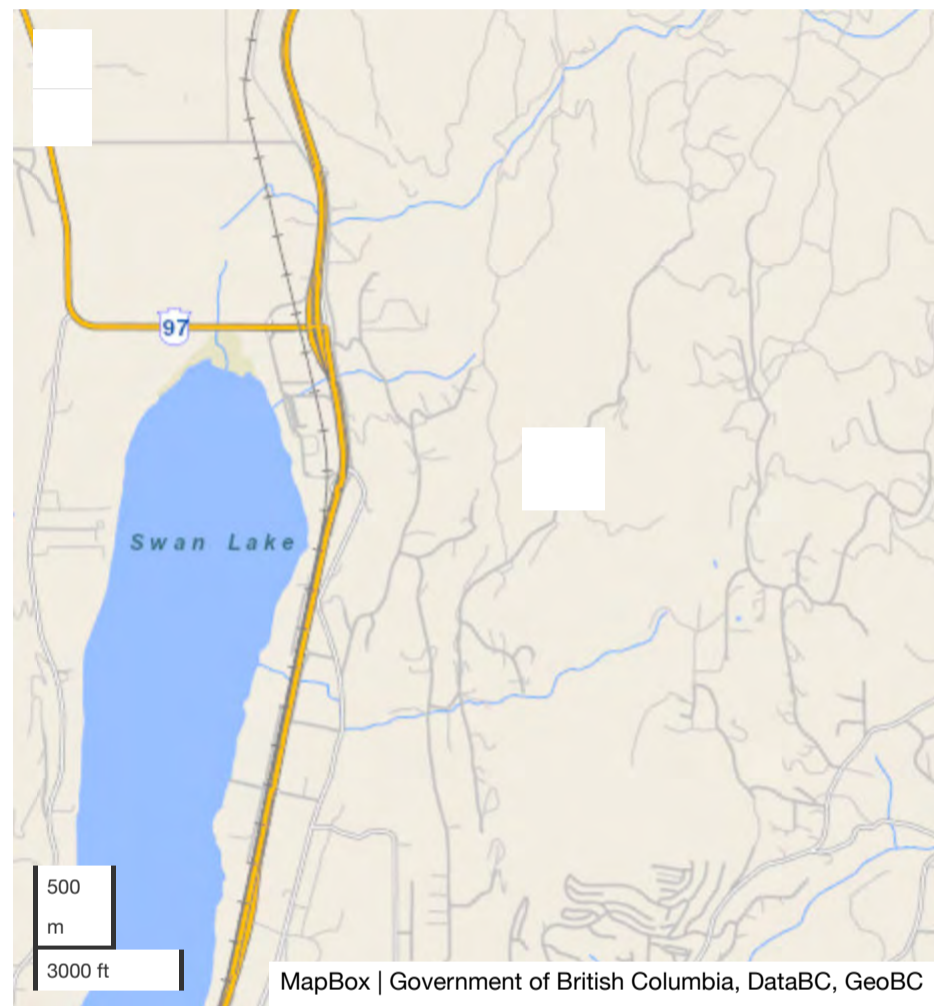 97
Swan Lake
500
m
3000 ft
MapBox | Government of British Columbia, DataBC, GeoBC